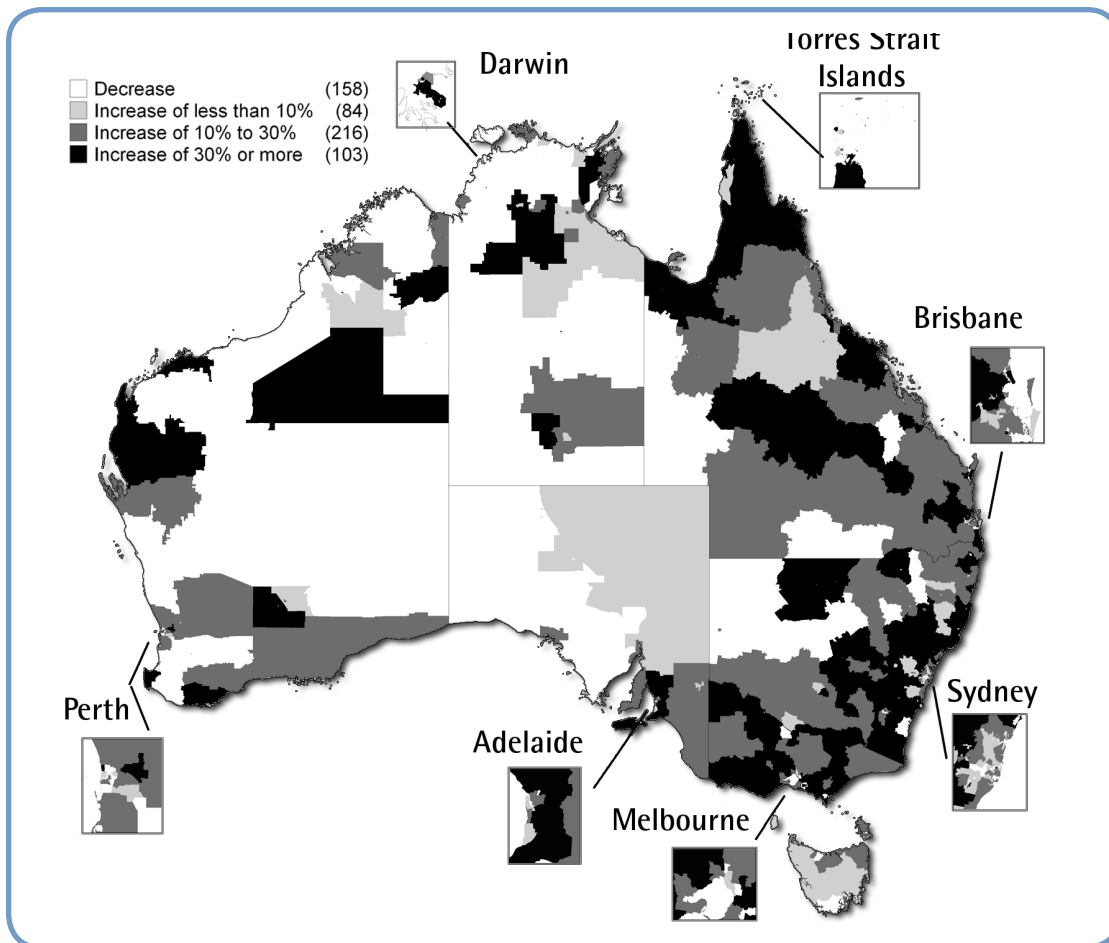 Torres Strait
Islands
Darwin
Decrease (158)
Increase of less than 10% (84)
Increase of 10% to 30% (216)
Increase of 30% or more (103)
Brisbane
Perth
Sydney
Adelaide
Melbourne